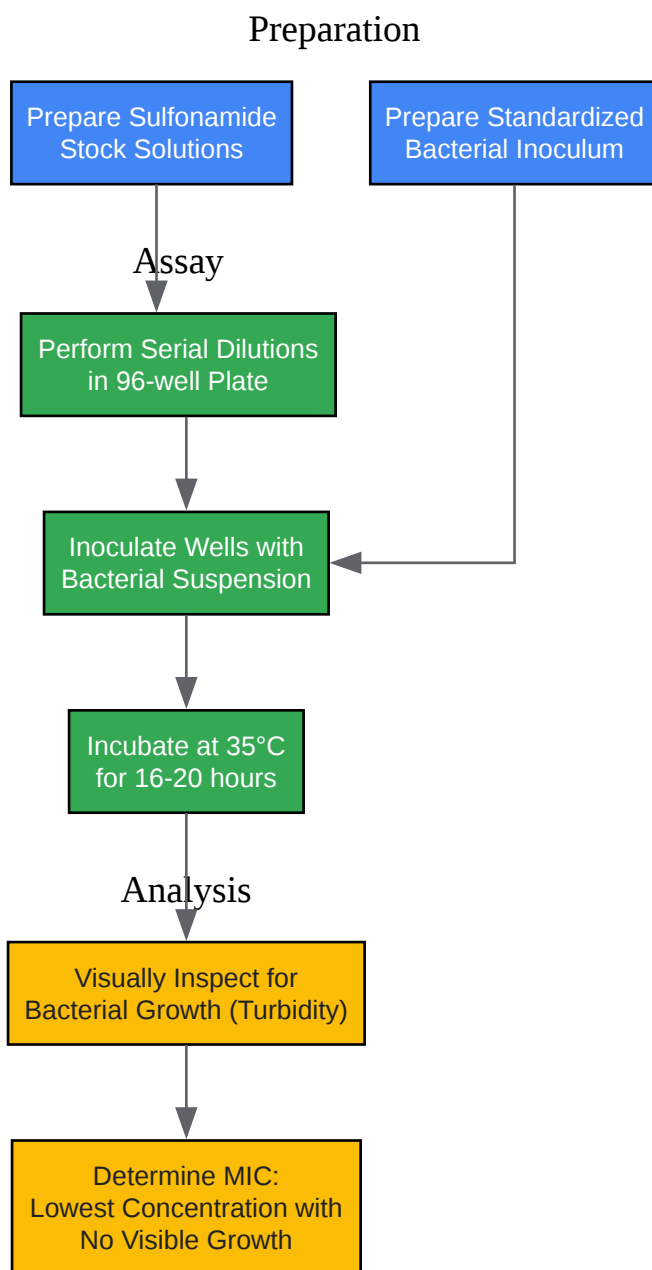 Preparation
Prepare Sulfonamide
Stock Solutions
Prepare Standardized
Bacterial Inoculum
Assay
Perform Serial Dilutions
in 96-well Plate
Inoculate Wells with
Bacterial Suspension
Incubate at 35°C
for 16-20 hours
Analysis
Visually Inspect for
Bacterial Growth (Turbidity)
Determine MIC:
Lowest Concentration with
No Visible Growth